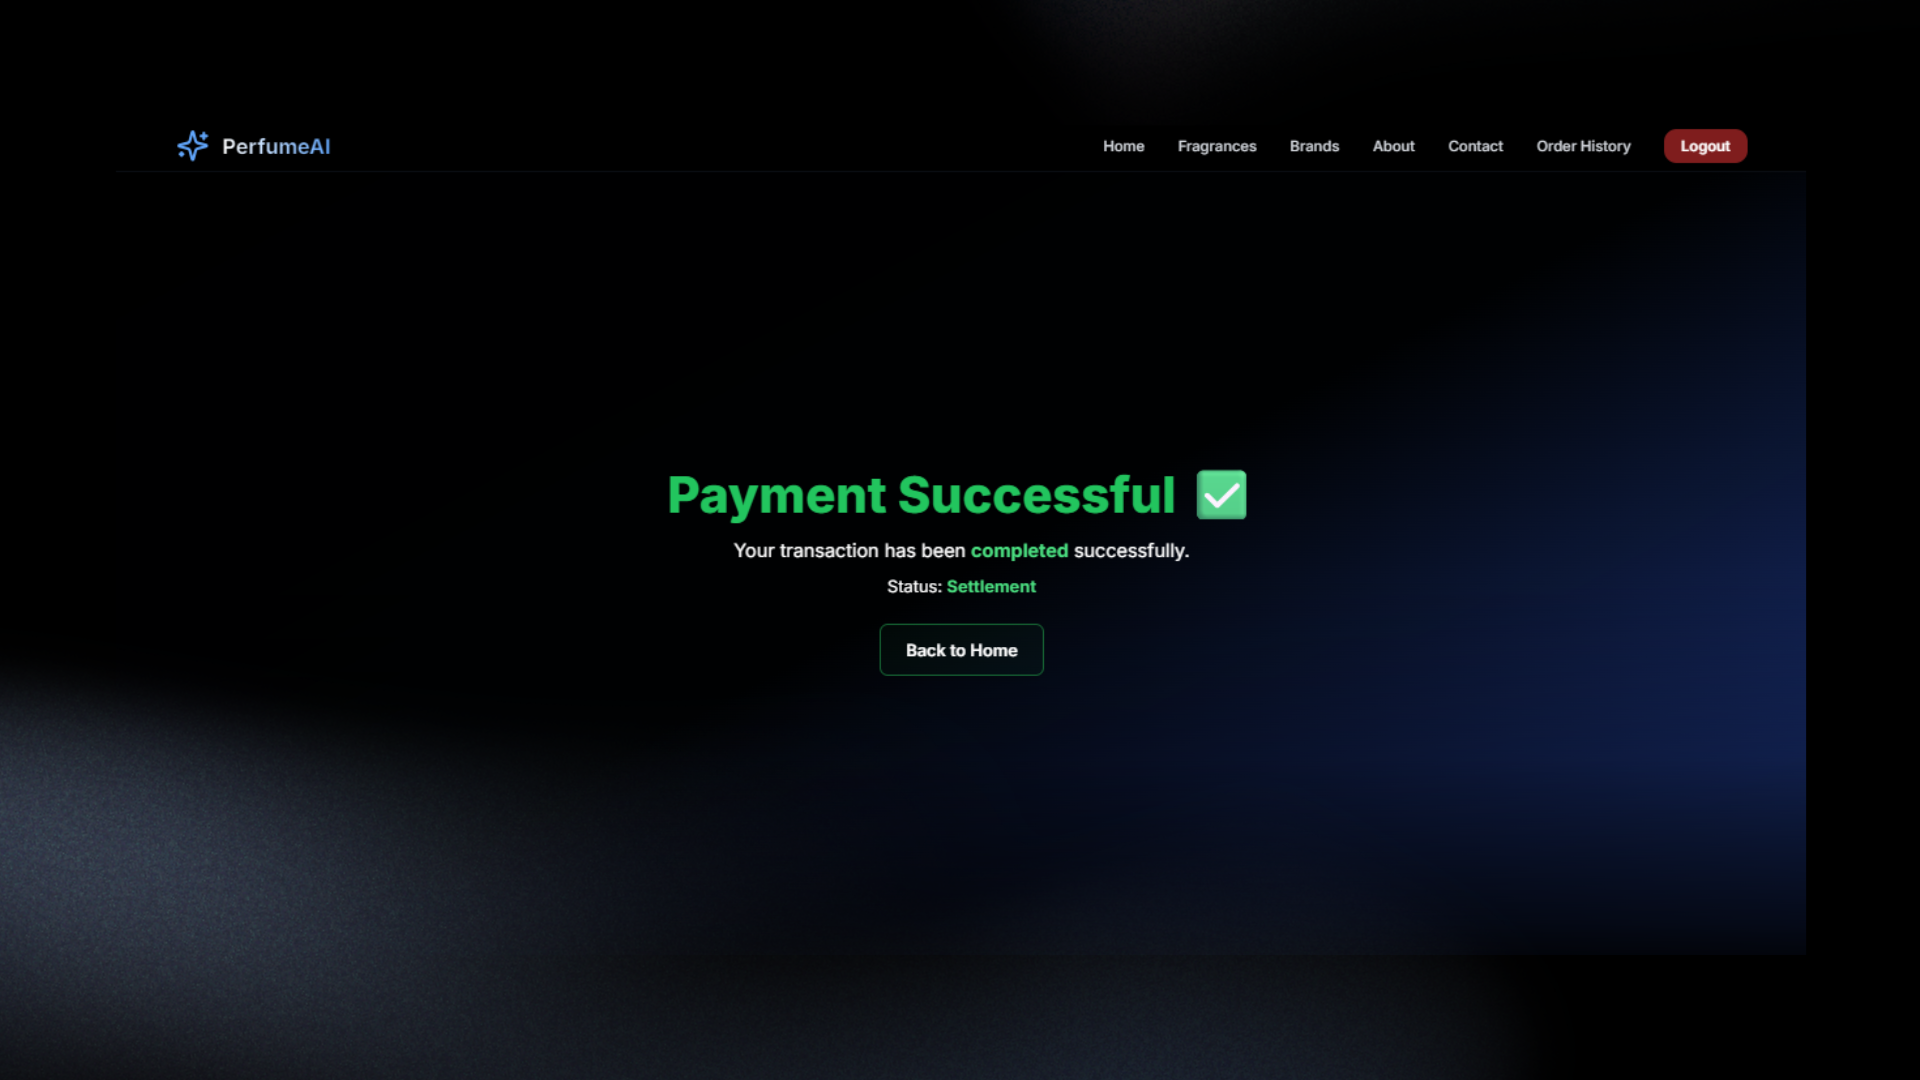 PerfumeAI
Home Fragrances Brands About Contact Order History Logout
Payment Successful ✅
Your transaction has been completed successfully.
Status: Settlement
Back to Home